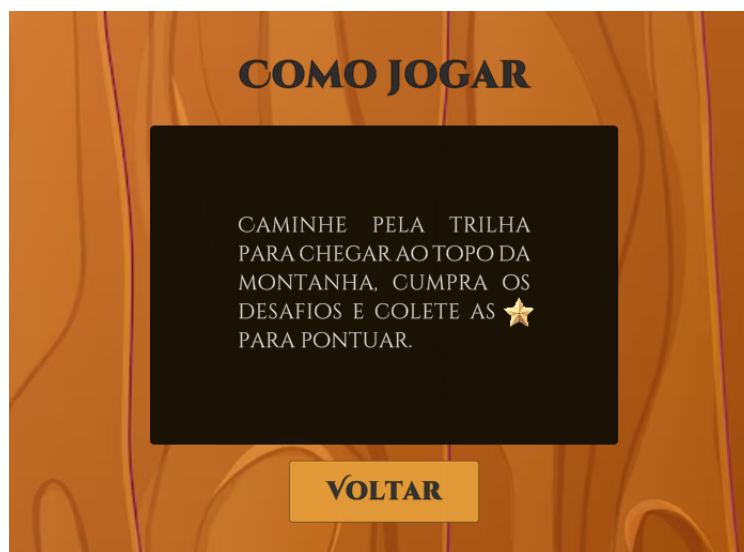 Como Jogar
Caminhe pela trilha
para chegar ao topo da
montanha, cumpra os
desafios e colete as
para pontuar.
Voltar